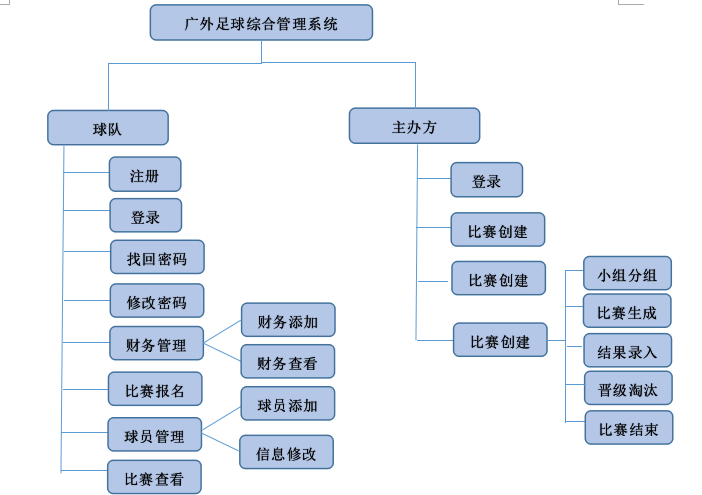 广外足球综合管理系统
球队
注册
登录
找回密码
修改密码
财务管理
财务添加
财务查看
比赛报名
球员管理
球员添加
信息修改
比赛查看
主办方
登录
比赛创建
比赛创建
比赛创建
小组分组
比赛生成
结果录入
晋级淘汰
比赛结束